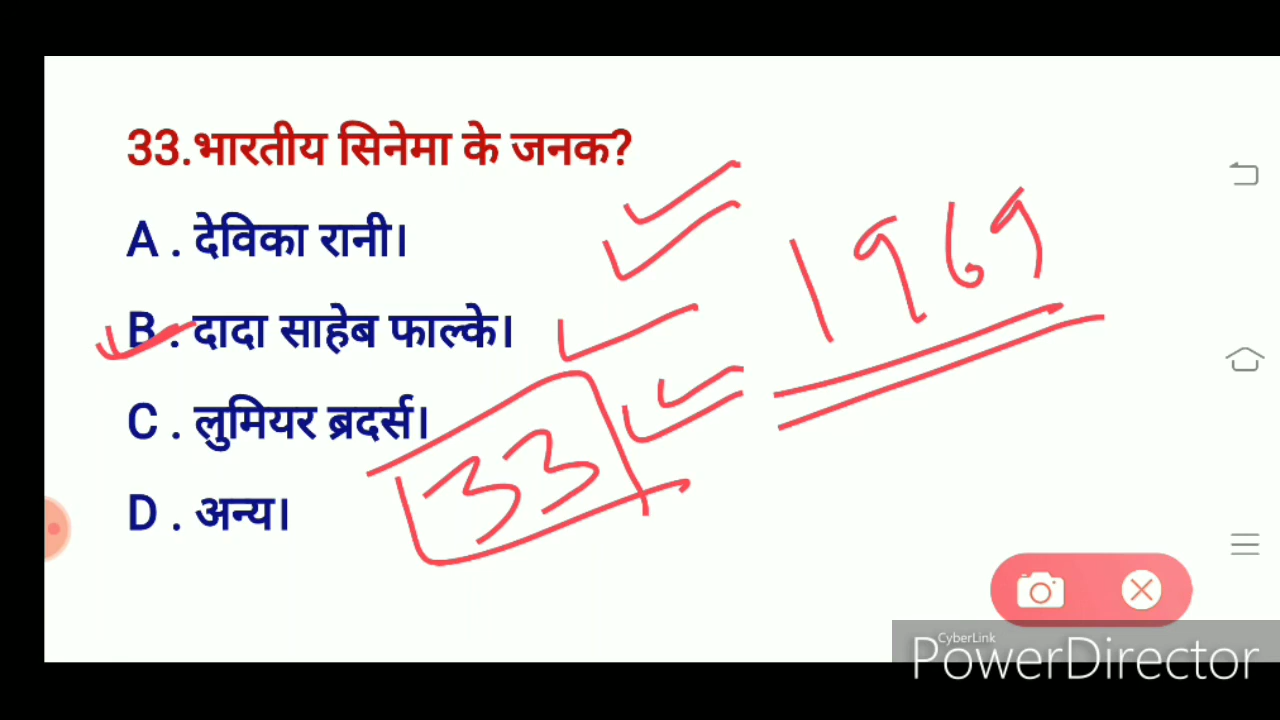 33.भारतीय सिनेमा के जनक?
A . देविका रानी।
B . दादा साहेब फाल्के।
C . लुमियर ब्रदर्स।
D . अन्य।
1969
33
CyberLink
PowerDirector